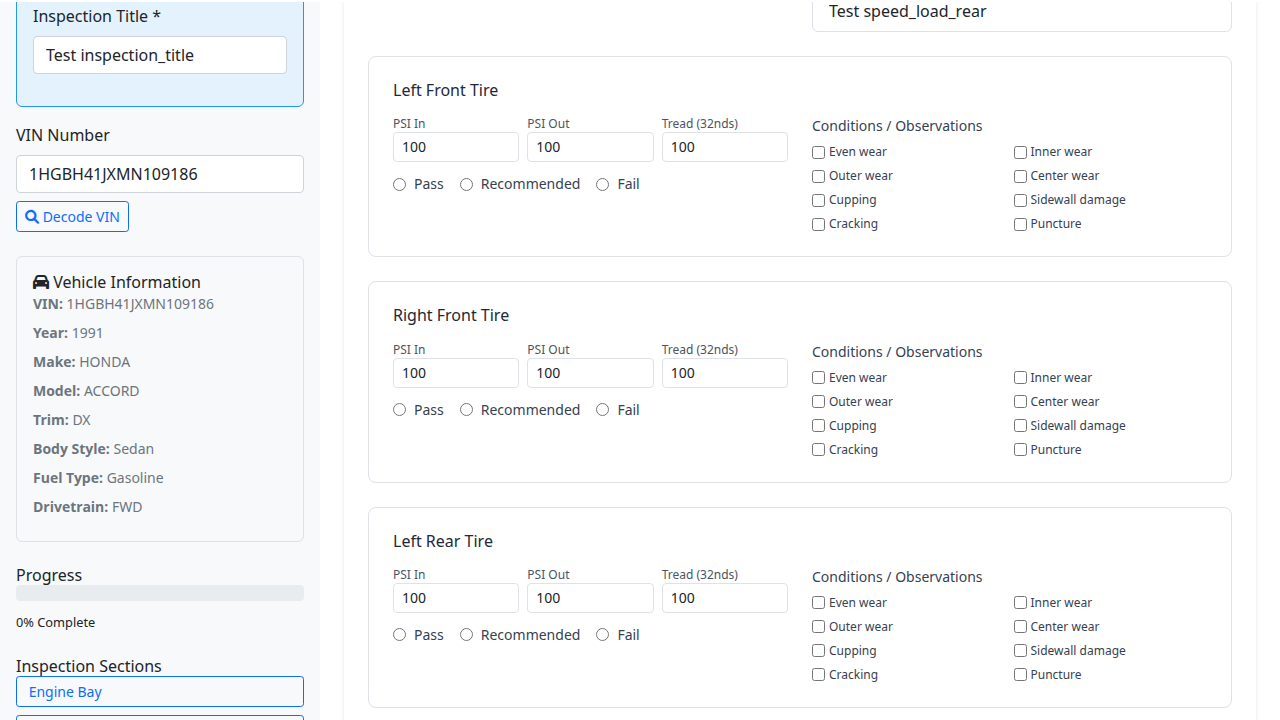 Inspection Title *
Test inspection_title
VIN Number
1HGBH41JXMN109186
Decode VIN
Vehicle Information
VIN: 1HGBH41JXMN109186
Year: 1991
Make: HONDA
Model: ACCORD
Trim: DX
Body Style: Sedan
Fuel Type: Gasoline
Drivetrain: FWD
Progress
0% Complete
Inspection Sections
Engine Bay
Test speed_load_rear
Left Front Tire
PSI In PSI Out Tread (32nds)
100 100 100
Pass Recommended Fail
Conditions / Observations
Even wear Inner wear
Outer wear Center wear
Cupping Sidewall damage
Cracking Puncture
Right Front Tire
PSI In PSI Out Tread (32nds)
100 100 100
Pass Recommended Fail
Conditions / Observations
Even wear Inner wear
Outer wear Center wear
Cupping Sidewall damage
Cracking Puncture
Left Rear Tire
PSI In PSI Out Tread (32nds)
100 100 100
Pass Recommended Fail
Conditions / Observations
Even wear Inner wear
Outer wear Center wear
Cupping Sidewall damage
Cracking Puncture